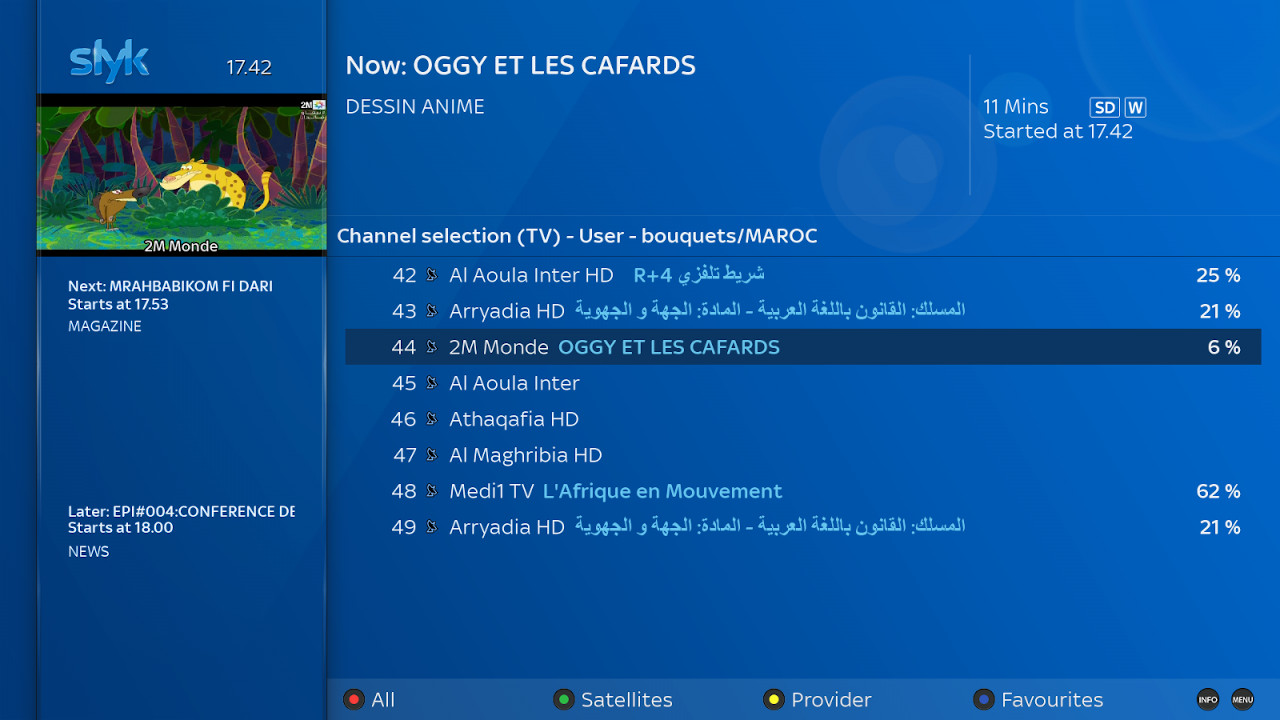 slyk
17.42
Now: OGGY ET LES CAFARDS
DESSIN ANIME
11 Mins SD W
Started at 17.42
2M
2M Monde
Channel selection (TV) - User - bouquets/MAROC
42 Al Aoula Inter HD R+4 شريط تلفزي 25 %
43 Arryadia HD المسلك: القانون باللغة العربية - المادة: الجهة و الجهوية 21 %
44 2M Monde OGGY ET LES CAFARDS 6 %
45 Al Aoula Inter
46 Athaqafia HD
47 Al Maghribia HD
48 Medi1 TV L'Afrique en Mouvement 62 %
49 Arryadia HD المسلك: القانون باللغة العربية - المادة: الجهة و الجهوية 21 %
Next: MRAHBABIKOM FI DARI
Starts at 17.53
MAGAZINE
Later: EPI#004:CONFERENCE DE
Starts at 18.00
NEWS
All Satellites Provider Favourites INFO MENU